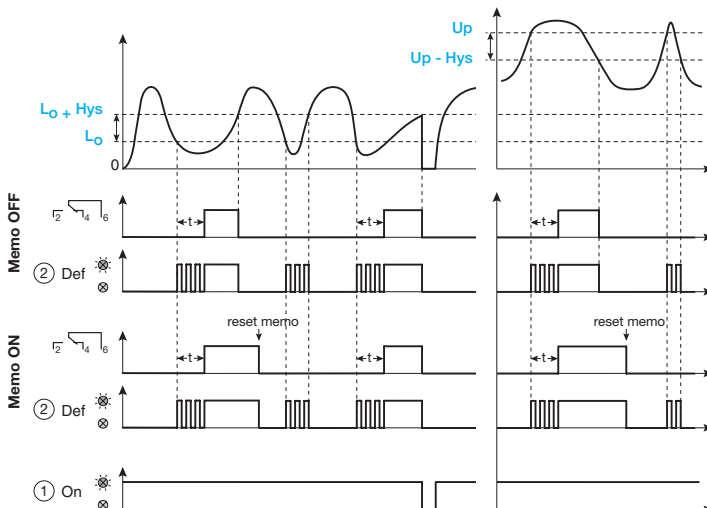 Up
Up - Hys
Lo + Hys
Lo
0
Memo OFF
2 4 6
t t t
② Def
Memo ON
reset memo reset memo
2 4 6
t t t
② Def
① On